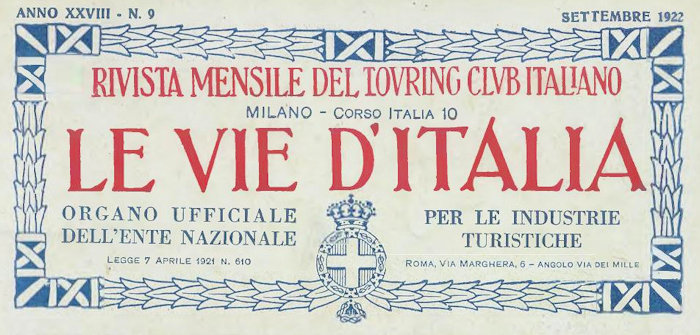 ANNO XXVIII - N. 9
SETTEMBRE 1922
RIVISTA MENSILE DEL TOVRING CLVB ITALIANO
MILANO - CORSO ITALIA 10
LE VIE D'ITALIA
ORGANO UFFICIALE
DELL'ENTE NAZIONALE
LEGGE 7 APRILE 1921 N. 610
PER LE INDUSTRIE
TURISTICHE
ROMA, VIA MARGHERA, 6 - ANGOLO VIA DEI MILLE